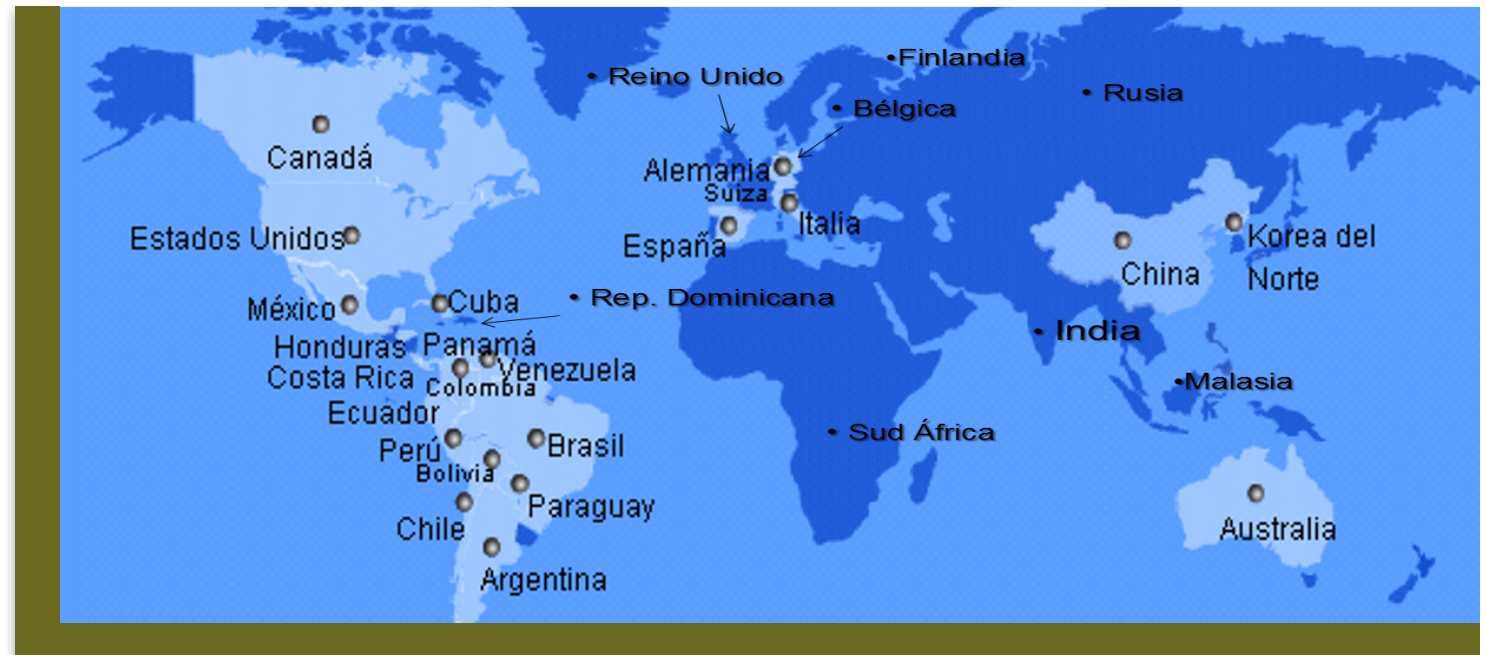 • Finlandia
• Reino Unido
• Rusia
• Bélgica
Canadá
Alemania
Suiza
Italia
Estados Unidos
España
Korea del
Norte
China
• Rep. Dominicana
Cuba
México
• India
Honduras
Panamá
Venezuela
Costa Rica
Colombia
•Malasia
Ecuador
• Sud África
Perú
Brasil
Bolivia
Paraguay
Chile
Australia
Argentina